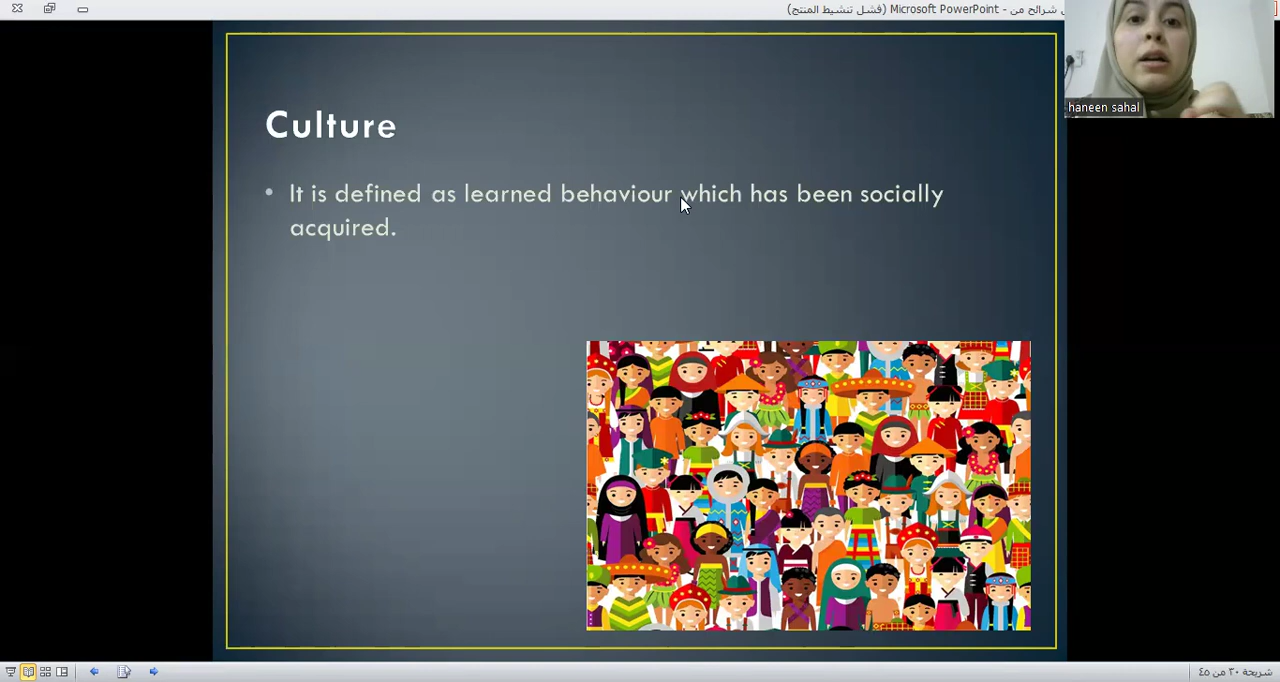 شرائح من - Microsoft PowerPoint (فشل تنشيط المنتج)
haneen sahal
Culture
• It is defined as learned behaviour which has been socially
acquired.
شريحة ٣٠ من ٤٥